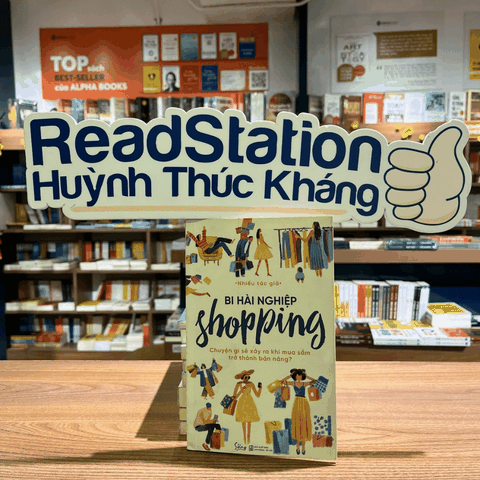 TOP sách
BEST-SELLER
của ALPHA BOOKS
ReadStation
Huỳnh Thúc Kháng
•Nhiều tác giả•
BI HÀI NGHIỆP
shopping
Chuyện gì sẽ xảy ra khi mua sắm
trở thành bản năng?